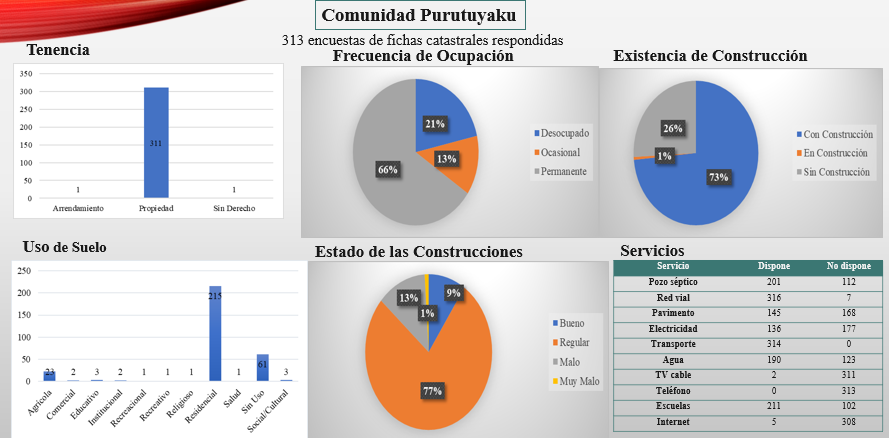 Comunidad Purutuyaku
313 encuestas de fichas catastrales respondidas
Tenencia
350
300
250
200
150
100
50
0
1
311
1
Arrendamiento
Propiedad
Sin Derecho
Frecuencia de Ocupación
21%
13%
66%
Desocupado
Ocasional
Permanente
Existencia de Construcción
26%
1%
73%
Con Construcción
En Construcción
Sin Construcción
Uso de Suelo
250
200
150
100
50
0
23
2
3
2
1
1
1
215
1
61
3
Agrícola
Comercial
Educativo
Institucional
Recreacional
Recreativo
Religioso
Residencial
Salud
Sin Uso
Social/Cultural
Estado de las Construcciones
13%
9%
1%
77%
Bueno
Regular
Malo
Muy Malo
Servicios
Servicio Dispone No dispone
Pozo séptico 201 112
Red vial 316 7
Pavimento 145 168
Electricidad 136 177
Transporte 314 0
Agua 190 123
TV cable 2 311
Teléfono 0 313
Escuelas 211 102
Internet 5 308